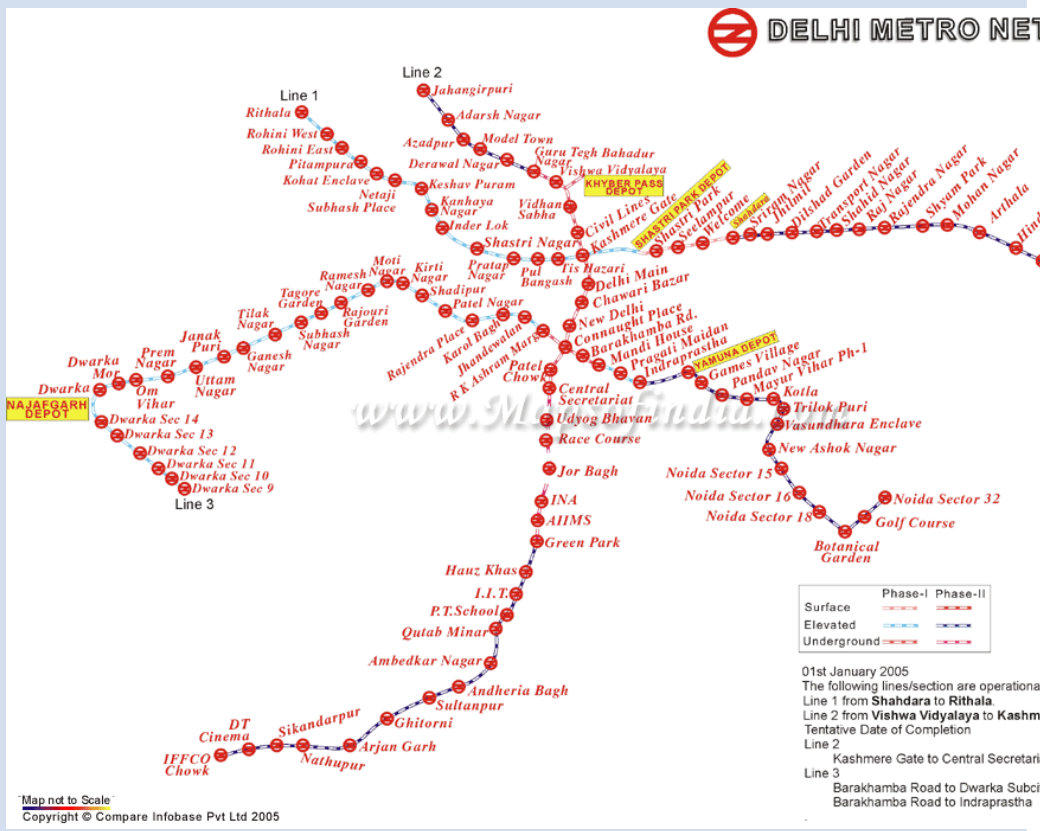 DELHI METRO NET
Line 2
Jahangirpuri
Line 1
Rithala
Adarsh Nagar
Rohini West
Azadpur
Model Town
Rohini East
Guru Tegh Bahadur
Nagar
Pitampura
Derawal Nagar
Vishwa Vidyalaya
Kohat Enclave
KHYBER PASS
DEPOT
Netaji
Subhash Place
Keshav Puram
Vidhan
Sabha
Kanhaya
Nagar
Civil Lines
Kashmere Gate
SHASTRI PARK DEPOT
Shastri Park
Seelampur
Welcome
Shahdara
Sriram Nagar
Jhilmil
Dilshad Garden
Transport Nagar
Shahid Nagar
Raj Nagar
Rajendra Nagar
Shyam Park
Mohan Nagar
Arthala
Hind
Inder Lok
Shastri Nagar
Pratap
Nagar
Pul
Bangash
Tis Hazari
Delhi Main
Chawari Bazar
New Delhi
Connaught Place
Barakhamba Rd.
Mandi House
Pragati Maidan
Indraprastha
YAMUNA DEPOT
Games Village
Pandav Nagar
Mayur Vihar Ph-1
Kotla
Trilok Puri
Vasundhara Enclave
New Ashok Nagar
Noida Sector 15
Noida Sector 16
Noida Sector 18
Botanical
Garden
Golf Course
Noida Sector 32
Moti
Nagar
Kirti
Nagar
Ramesh
Nagar
Shadipur
Tagore
Garden
Rajouri
Garden
Patel Nagar
Tilak
Nagar
Subhash
Nagar
Rajendra Place
Karol Bagh
Jhandewalan
R K Ashram Marg
Janak
Puri
Ganesh
Nagar
Prem
Nagar
Uttam
Nagar
Dwarka
Mor
Om
Vihar
Dwarka
NAJAFGARH
DEPOT
Dwarka Sec 14
Dwarka Sec 13
Dwarka Sec 12
Dwarka Sec 11
Dwarka Sec 10
Dwarka Sec 9
Line 3
Patel
Chowk
Central
Secretariat
www.Mapsofindia.com
Udyog Bhavan
Race Course
Jor Bagh
INA
AIIMS
Green Park
Hauz Khas
I.I.T.
P.T.School
Qutab Minar
Ambedkar Nagar
Andheria Bagh
Sultanpur
Ghitorni
Arjan Garh
Nathupur
Sikandarpur
DT
Cinema
IFFCO
Chowk
Phase-I Phase-II
Surface
Elevated
Underground
01st January 2005
The following lines/section are operationa
Line 1 from Shahdara to Rithala.
Line 2 from Vishwa Vidyalaya to Kashm
Tentative Date of Completion
Line 2
Kashmere Gate to Central Secretari
Line 3
Barakhamba Road to Dwarka Subci
Barakhamba Road to Indraprastha
Map not to Scale
Copyright © Compare Infobase Pvt Ltd 2005